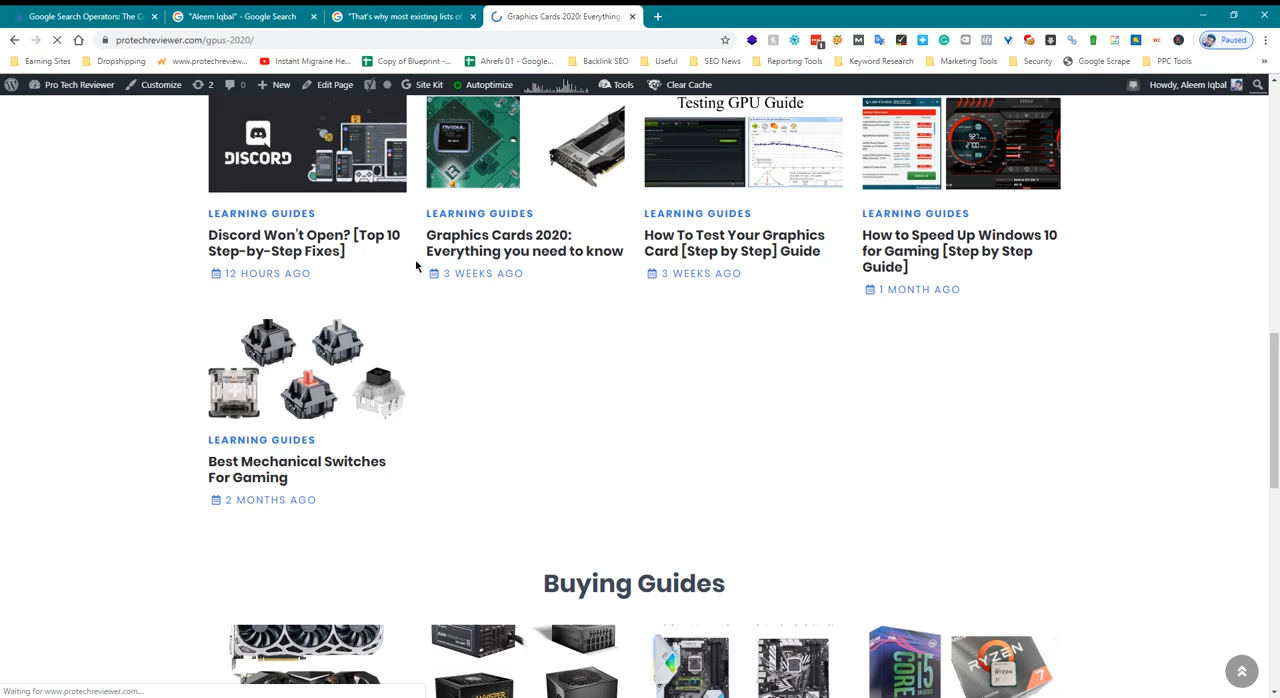 Google Search Operators: The C
"Aleem Iqbal" - Google Search
"That's why most existing lists of
Graphics Cards 2020: Everything
protechreviewer.com/gpus-2020/
Paused
Earning Sites
Dropshipping
www.protechreview...
Instant Migraine He...
Copy of Blueprint -...
Ahrefs 01 - Google...
Backlink SEO
Useful
SEO News
Reporting Tools
Keyword Research
Marketing Tools
Security
Google Scrape
PPC Tools
Pro Tech Reviewer
Customize
2
0
New
Edit Page
Site Kit
Autoptimize
Tools
Clear Cache
Howdy, Aleem Iqbal
DISCORD
NVIDIA
Testing GPU Guide
LEARNING GUIDES
Discord Won't Open? [Top 10
Step-by-Step Fixes]
12 HOURS AGO
LEARNING GUIDES
Graphics Cards 2020:
Everything you need to know
3 WEEKS AGO
LEARNING GUIDES
How To Test Your Graphics
Card [Step by Step] Guide
3 WEEKS AGO
LEARNING GUIDES
How to Speed Up Windows 10
for Gaming [Step by Step
Guide]
1 MONTH AGO
LEARNING GUIDES
Best Mechanical Switches
For Gaming
2 MONTHS AGO
Buying Guides
CORE
i5
RYZEN
7
Waiting for www.protechreviewer.com...